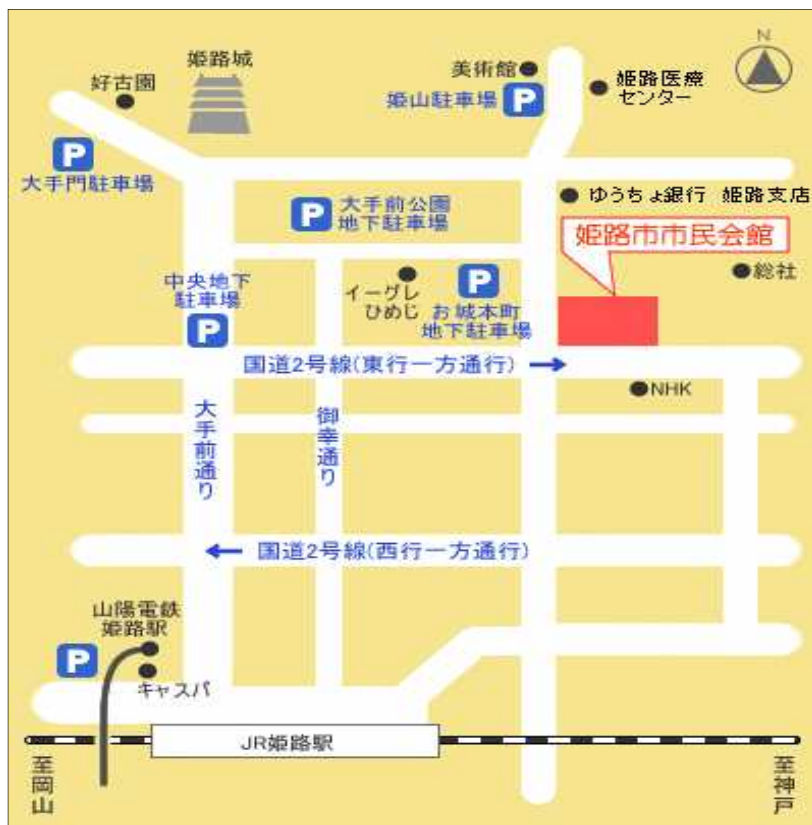 N
姫路城
美術館
好古園
姫山駐車場
P
姫路医療
センター
P
大手門駐車場
P
大手前公園
地下駐車場
ゆうちょ銀行 姫路支店
姫路市市民会館
総社
中央地下
駐車場
P
イーグレ
ひめじ
P
お城本町
地下駐車場
国道2号線(東行一方通行)
NHK
大手前通り
御幸通り
国道2号線(西行一方通行)
山陽電鉄
姫路駅
P
キャスパ
JR姫路駅
至岡山
至神戸